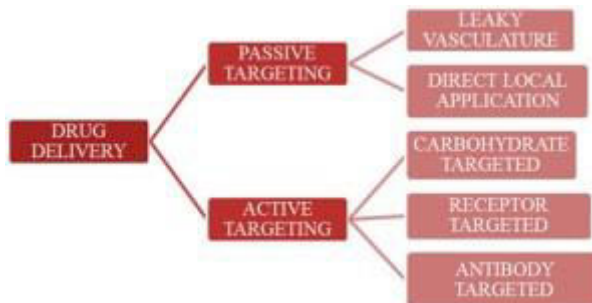 LEAKY
VASCULATURE
PASSIVE
TARGETING
DIRECT LOCAL
APPLICATION
DRUG
DELIVERY
CARBOHYDRATE
TARGETED
ACTIVE
TARGETING
RECEPTOR
TARGETED
ANTIBODY
TARGETED